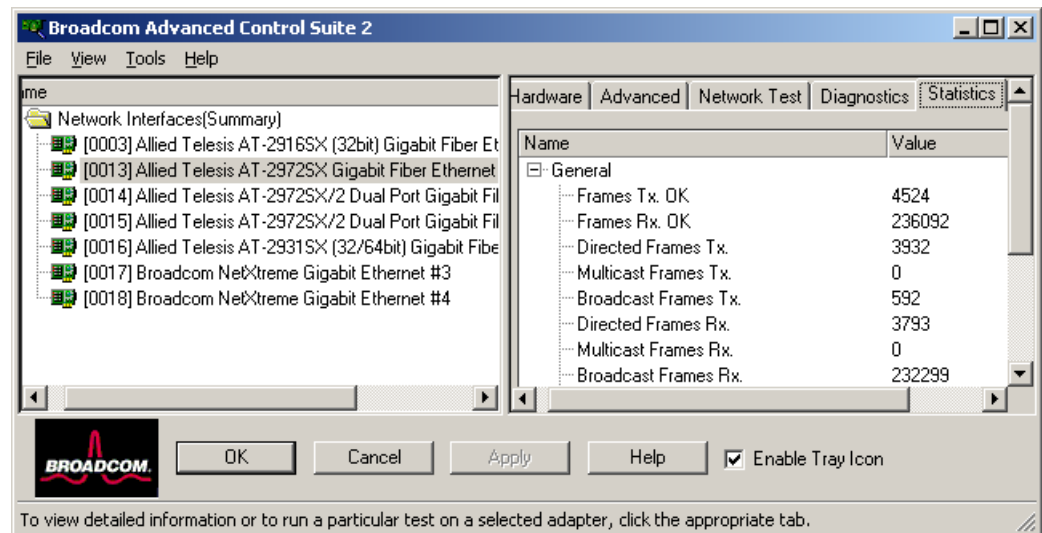 Broadcom Advanced Control Suite 2
File View Tools Help
me
Network Interfaces(Summary)
[0003] Allied Telesis AT-2916SX (32bit) Gigabit Fiber Et
[0013] Allied Telesis AT-2972SX Gigabit Fiber Ethernet
[0014] Allied Telesis AT-2972SX/2 Dual Port Gigabit Fil
[0015] Allied Telesis AT-2972SX/2 Dual Port Gigabit Fil
[0016] Allied Telesis AT-2931SX (32/64bit) Gigabit Fibe
[0017] Broadcom NetXtreme Gigabit Ethernet #3
[0018] Broadcom NetXtreme Gigabit Ethernet #4
Hardware Advanced Network Test Diagnostics Statistics
Name Value
General
Frames Tx. OK 4524
Frames Rx. OK 236092
Directed Frames Tx. 3932
Multicast Frames Tx. 0
Broadcast Frames Tx. 592
Directed Frames Rx. 3793
Multicast Frames Rx. 0
Broadcast Frames Rx. 232299
BROADCOM.
OK Cancel Apply Help Enable Tray Icon
To view detailed information or to run a particular test on a selected adapter, click the appropriate tab.